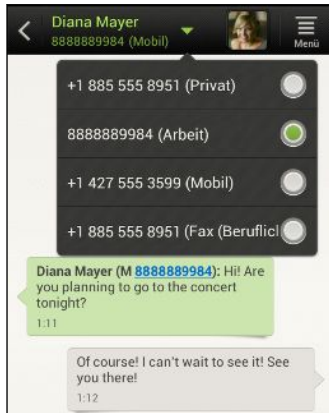 Diana Mayer
8888889984 (Mobil)
Menü
+1 885 555 8951 (Privat)
8888889984 (Arbeit)
+1 427 555 3599 (Mobil)
+1 885 555 8951 (Fax (Beruflicl
Diana Mayer (M 8888889984): Hi! Are
you planning to go to the concert
tonight?
1:11
Of course! I can't wait to see it! See
you there!
1:12